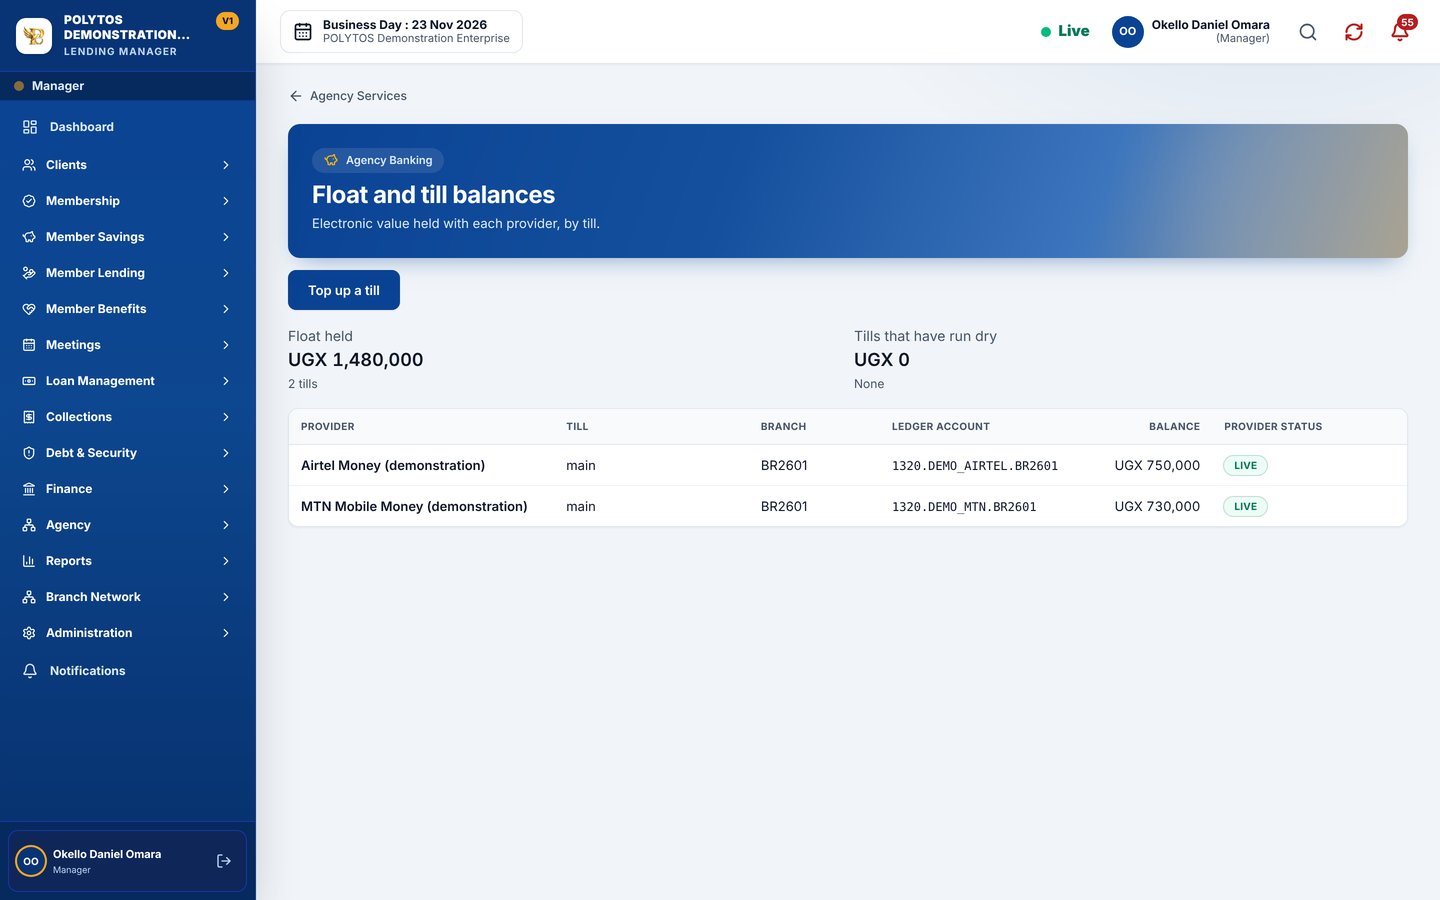 POLYTOS
DEMONSTRATION...
LENDING MANAGER
V1
Manager
Dashboard
Clients
Membership
Member Savings
Member Lending
Member Benefits
Meetings
Loan Management
Collections
Debt & Security
Finance
Agency
Reports
Branch Network
Administration
Notifications
OO
Okello Daniel Omara
Manager
Business Day : 23 Nov 2026
POLYTOS Demonstration Enterprise
Live
OO
Okello Daniel Omara
(Manager)
55
Agency Services
Agency Banking
Float and till balances
Electronic value held with each provider, by till.
Top up a till
Float held
UGX 1,480,000
2 tills
Tills that have run dry
UGX 0
None
PROVIDER TILL BRANCH LEDGER ACCOUNT BALANCE PROVIDER STATUS
Airtel Money (demonstration) main BR2601 1320.DEMO_AIRTEL.BR2601 UGX 750,000 LIVE
MTN Mobile Money (demonstration) main BR2601 1320.DEMO_MTN.BR2601 UGX 730,000 LIVE